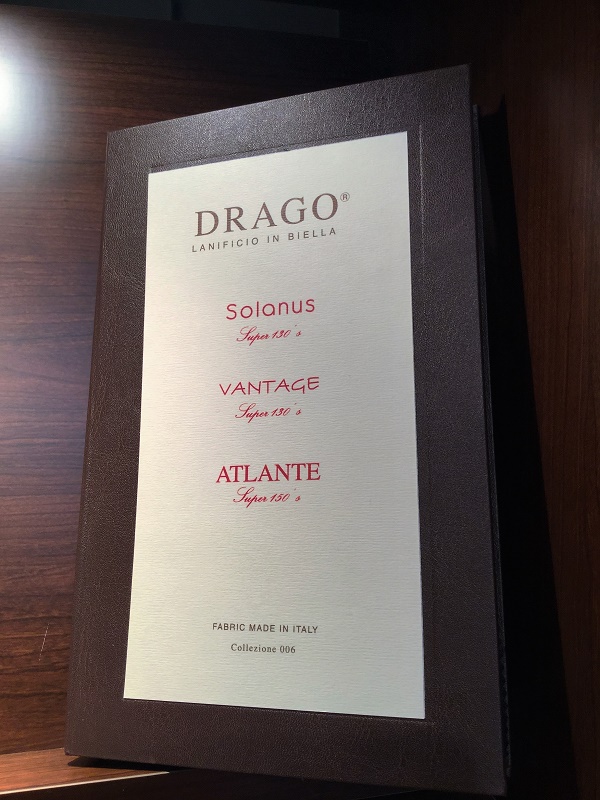 DRAGO®
LANIFICIO IN BIELLA
Solanus
Super 130's
VANTAGE
Super 130's
ATLANTE
Super 150's
FABRIC MADE IN ITALY
Collezione 006